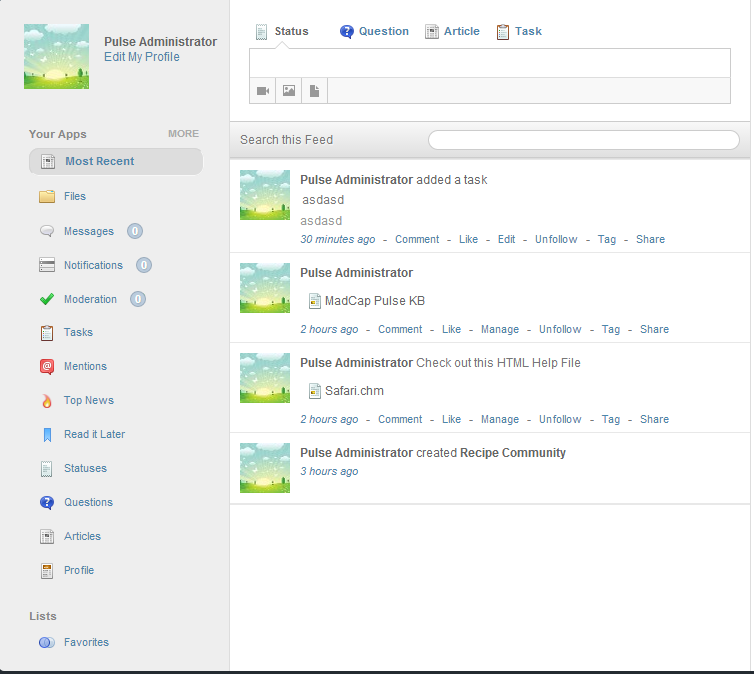 Pulse Administrator
Edit My Profile
Your Apps MORE
Most Recent
Files
Messages 0
Notifications 0
Moderation 0
Tasks
Mentions
Top News
Read it Later
Statuses
Questions
Articles
Profile
Lists
Favorites
Status Question Article Task
Search this Feed
Pulse Administrator added a task
asdasd
asdasd
30 minutes ago - Comment - Like - Edit - Unfollow - Tag - Share
Pulse Administrator
MadCap Pulse KB
2 hours ago - Comment - Like - Manage - Unfollow - Tag - Share
Pulse Administrator Check out this HTML Help File
Safari.chm
2 hours ago - Comment - Like - Manage - Unfollow - Tag - Share
Pulse Administrator created Recipe Community
3 hours ago